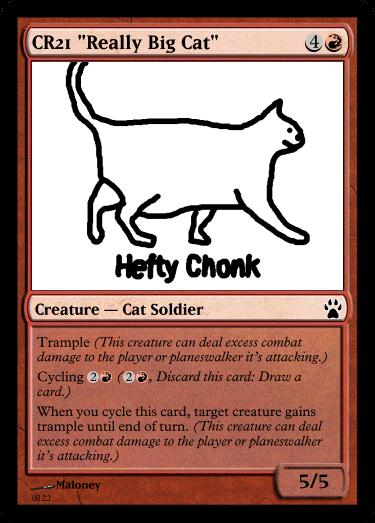 CR21 "Really Big Cat" 4
Hefty Chonk
Creature — Cat Soldier
Trample (This creature can deal excess combat
damage to the player or planeswalker it's attacking.)
Cycling 2 ( 2 , Discard this card: Draw a
card.)
When you cycle this card, target creature gains
trample until end of turn. (This creature can deal
excess combat damage to the player or planeswalker
it's attacking.)
5/5
Maloney
0122